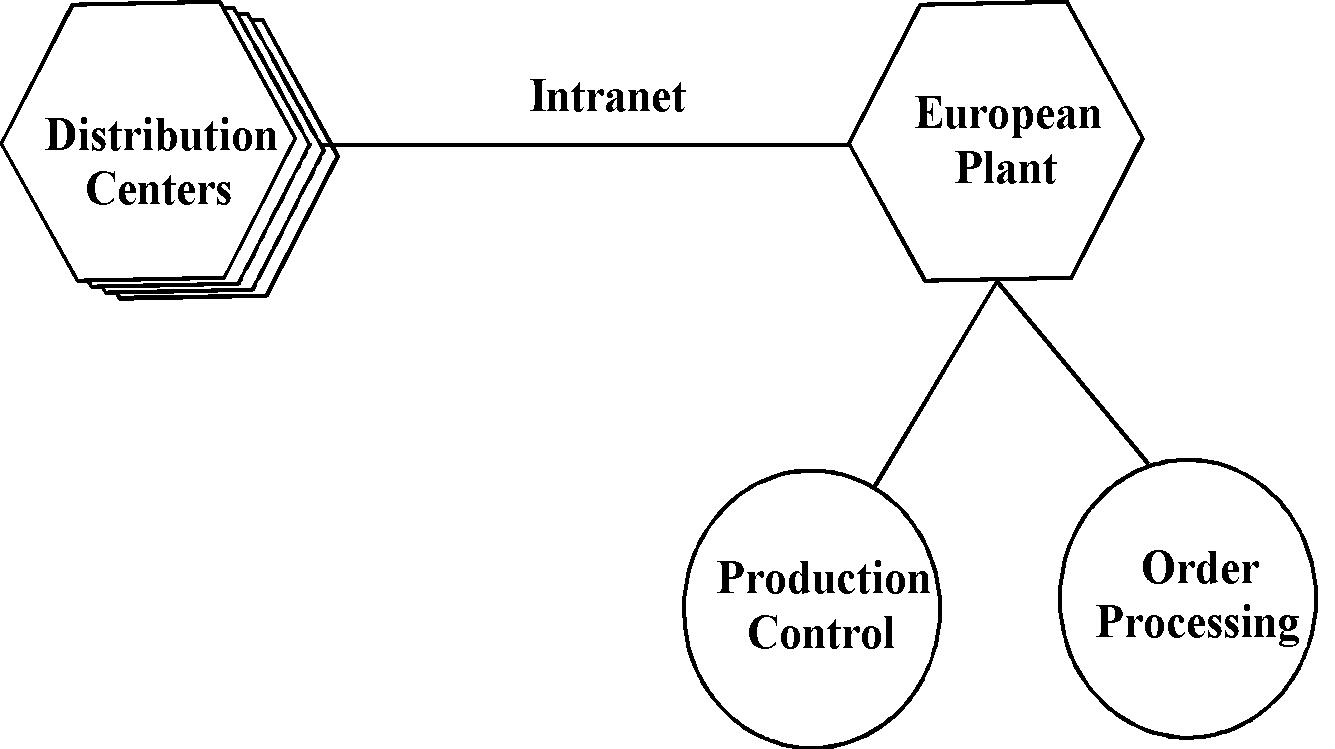 Distribution
Centers
Intranet
European
Plant
Production
Control
Order
Processing